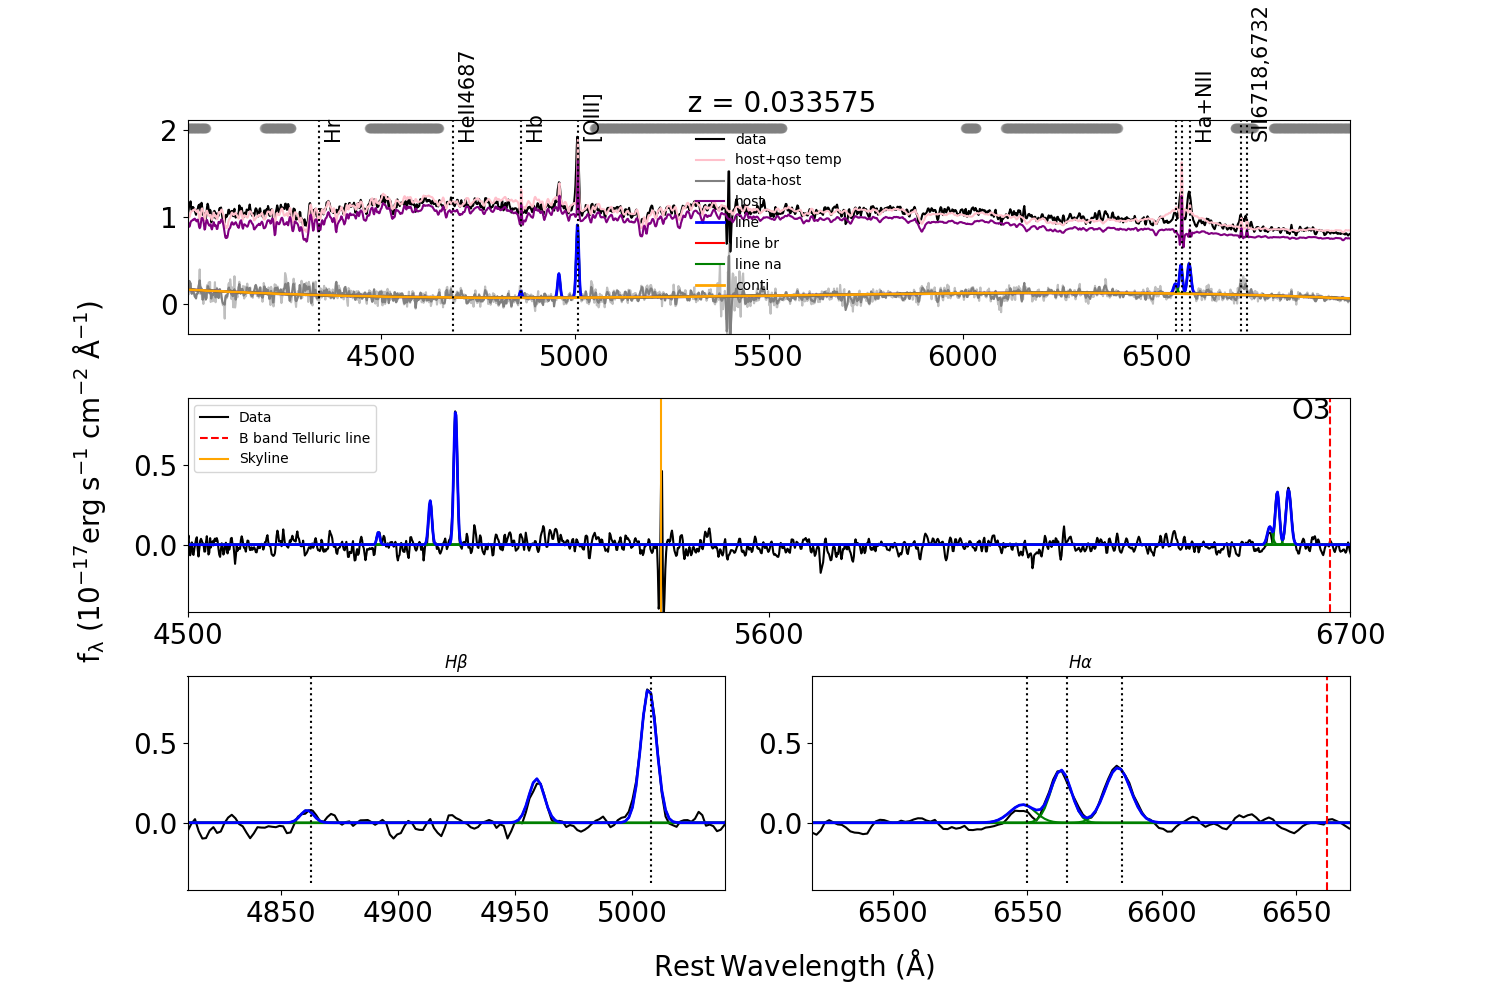 z = 0.033575
Hr
HeII4687
Hb
[OIII]
Ha+NII
SII6718,6732
data
host+qso temp
data-host
host
line
line br
line na
conti
2
1
0
4500 5000 5500 6000 6500
Data
B band Telluric line
Skyline
O3
0.5
0.0
4500 5600 6700
fλ (10−17erg s−1 cm−2 Å−1)
Hβ
0.5
0.0
4850 4900 4950 5000
Hα
0.5
0.0
6500 6550 6600 6650
Rest Wavelength (Å)